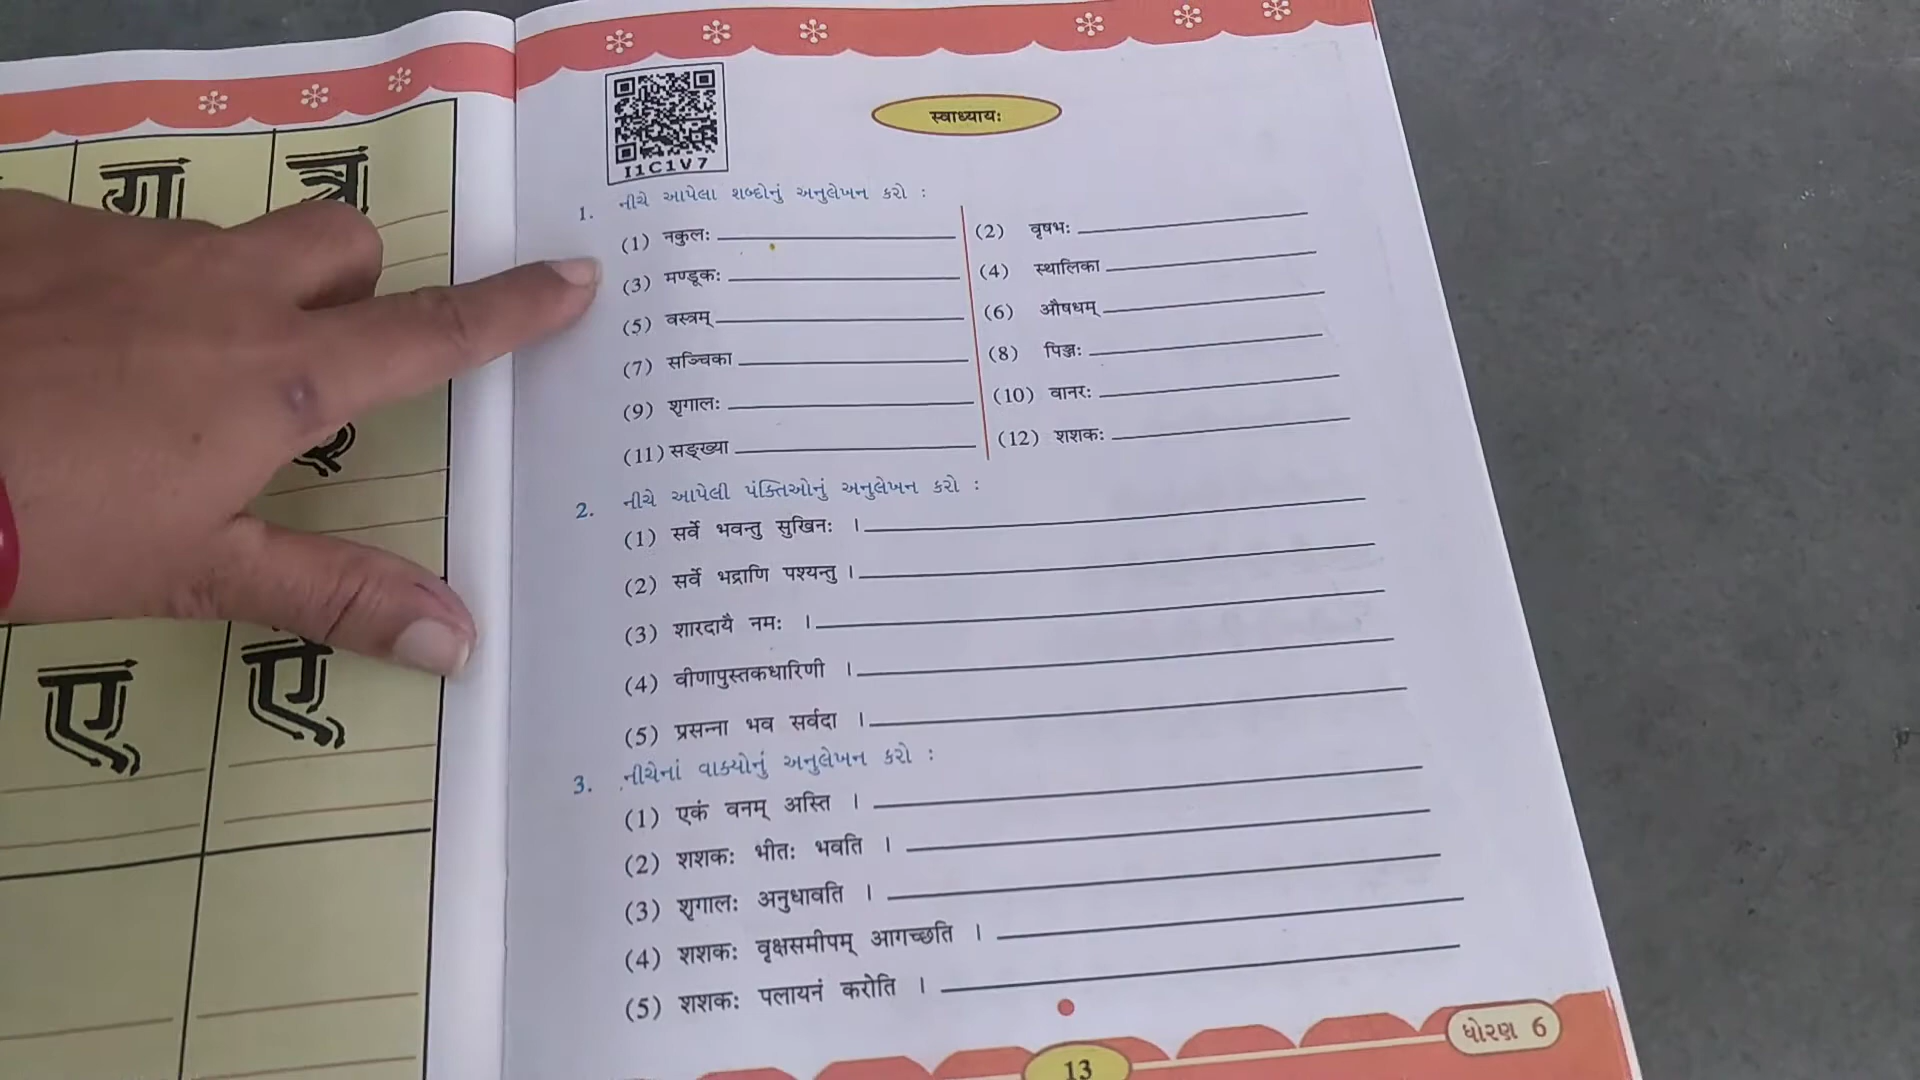 ग त्र
ए ऐ
I1C1V7
स्वाध्यायः
1. નીચે આપેલા શબ્દોનું અનુલેખન કરો :
(1) नकुलः (2) वृषभः
(3) मण्डूकः (4) स्थालिका
(5) वस्त्रम् (6) औषधम्
(7) सञ्चिका (8) पिञ्जः
(9) शृगालः (10) वानरः
(11) सङ्ख्या (12) शशकः
2. નીચે આપેલી પંક્તિઓનું અનુલેખન કરો :
(1) सर्वे भवन्तु सुखिनः ।
(2) सर्वे भद्राणि पश्यन्तु ।
(3) शारदायै नमः ।
(4) वीणापुस्तकधारिणी ।
(5) प्रसन्ना भव सर्वदा ।
3. નીચેનાં વાક્યોનું અનુલેખન કરો :
(1) एकं वनम् अस्ति ।
(2) शशकः भीतः भवति ।
(3) शृगालः अनुधावति ।
(4) शशकः वृक्षसमीपम् आगच्छति ।
(5) शशकः पलायनं करोति ।
13
ધોરણ 6